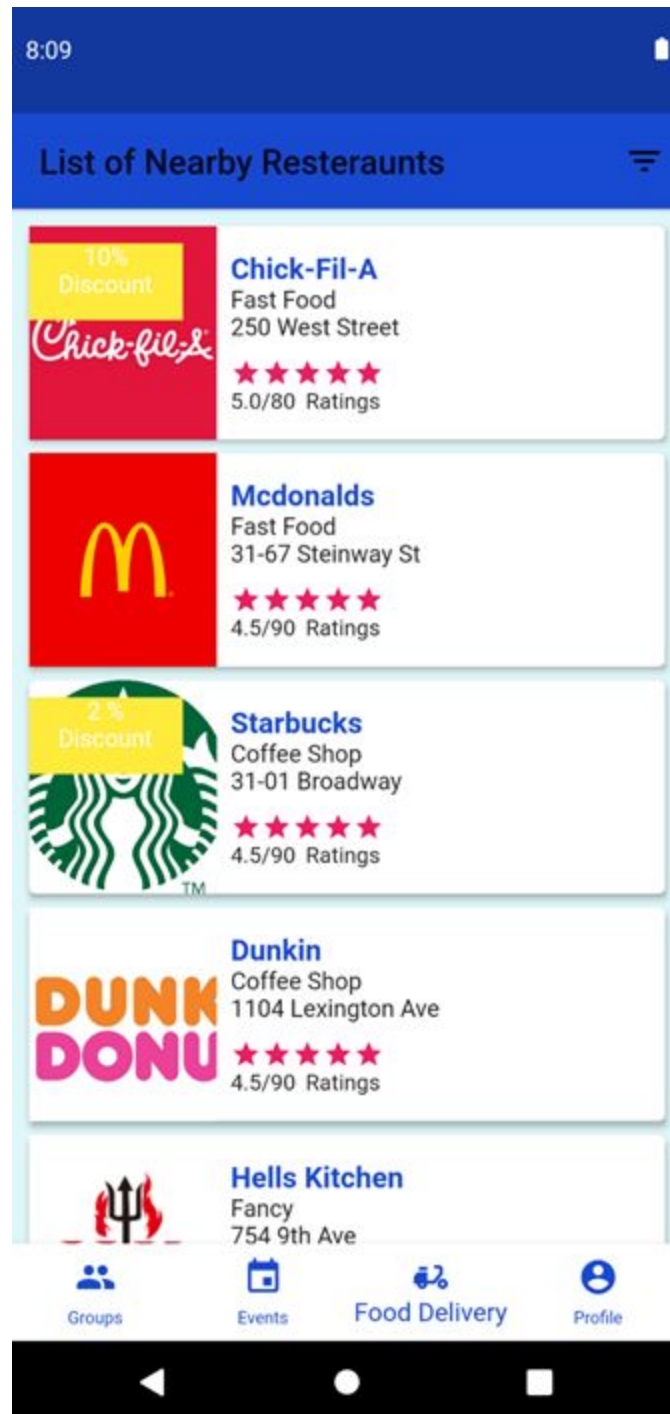 8:09
List of Nearby Resteraunts
10%
Discount
Chick-fil-A
Chick-Fil-A
Fast Food
250 West Street
5.0/80 Ratings
M
Mcdonalds
Fast Food
31-67 Steinway St
4.5/90 Ratings
2 %
Discount
TM
Starbucks
Coffee Shop
31-01 Broadway
4.5/90 Ratings
DUNK
DONU
Dunkin
Coffee Shop
1104 Lexington Ave
4.5/90 Ratings
Hells Kitchen
Fancy
754 9th Ave
Groups
Events
Food Delivery
Profile